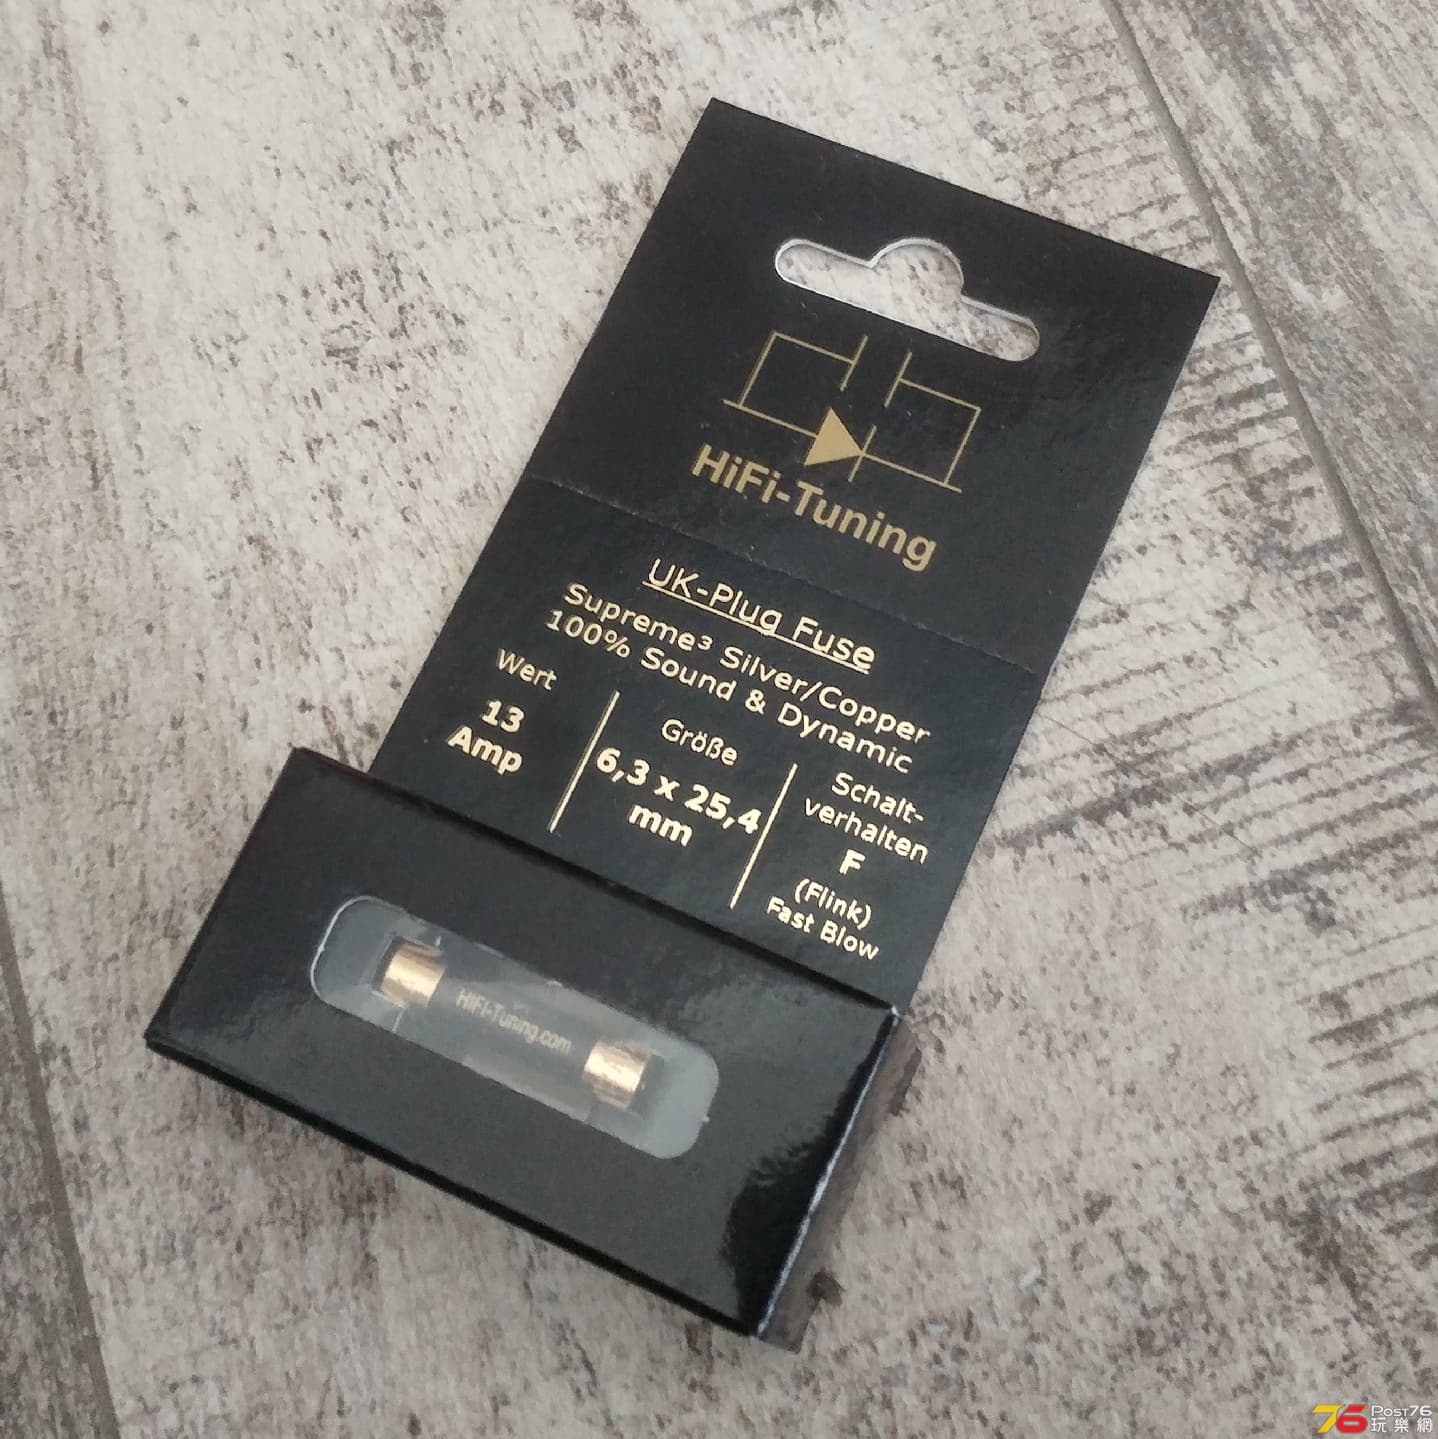 HiFi-Tuning
UK-Plug Fuse
Supreme³ Silver/Copper
100% Sound & Dynamic
Wert
13
Amp
Größe
6,3 x 25,4
mm
Schalt-
verhalten
F
(Flink)
Fast Blow
HiFi-Tuning.com
76 Post76
玩樂網